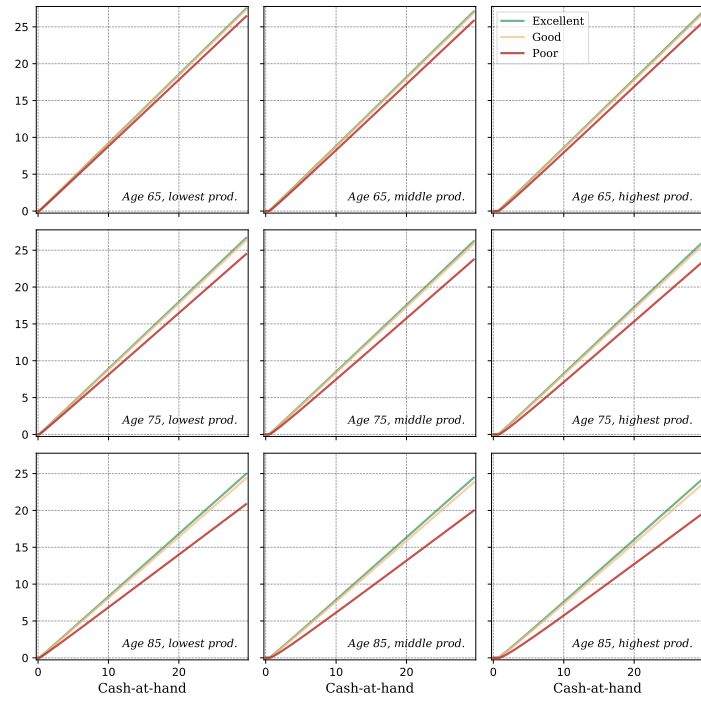 25
20
15
10
5
0
Age 65, lowest prod.
Age 65, middle prod.
Excellent
Good
Poor
Age 65, highest prod.
25
20
15
10
5
0
Age 75, lowest prod.
Age 75, middle prod.
Age 75, highest prod.
25
20
15
10
5
0
Age 85, lowest prod.
Age 85, middle prod.
Age 85, highest prod.
0 10 20 0 10 20 0 10 20
Cash-at-hand Cash-at-hand Cash-at-hand